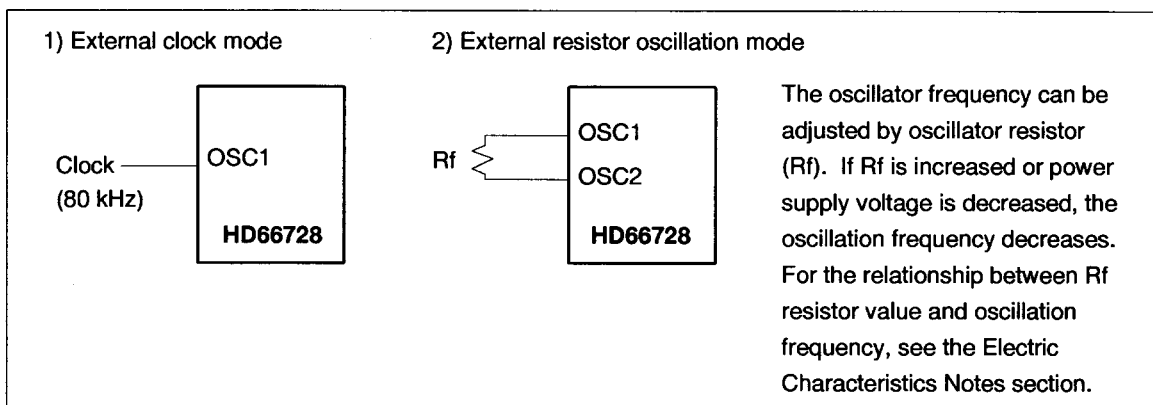 1) External clock mode
Clock
(80 kHz)
OSC1
HD66728
2) External resistor oscillation mode
Rf
OSC1
OSC2
HD66728
The oscillator frequency can be
adjusted by oscillator resistor
(Rf). If Rf is increased or power
supply voltage is decreased, the
oscillation frequency decreases.
For the relationship between Rf
resistor value and oscillation
frequency, see the Electric
Characteristics Notes section.